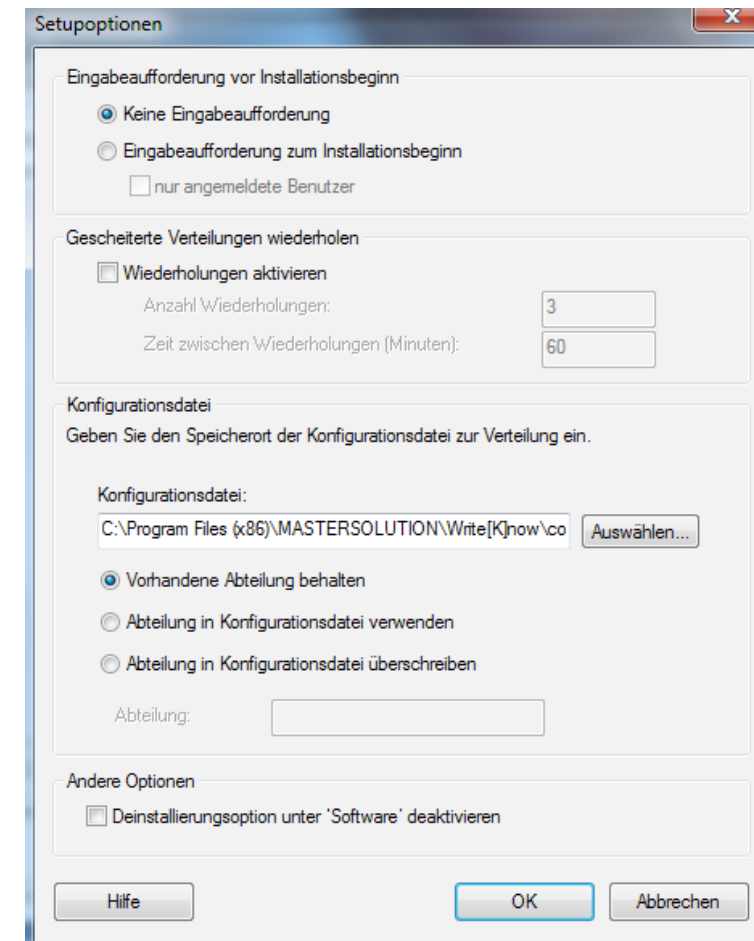 Setupoptionen
Eingabeaufforderung vor Installationsbeginn
Keine Eingabeaufforderung
Eingabeaufforderung zum Installationsbeginn
nur angemeldete Benutzer
Gescheiterte Verteilungen wiederholen
Wiederholungen aktivieren
Anzahl Wiederholungen: 3
Zeit zwischen Wiederholungen (Minuten): 60
Konfigurationsdatei
Geben Sie den Speicherort der Konfigurationsdatei zur Verteilung ein.
Konfigurationsdatei:
C:\Program Files (x86)\MASTERSOLUTION\Write[K]now\co Auswählen...
Vorhandene Abteilung behalten
Abteilung in Konfigurationsdatei verwenden
Abteilung in Konfigurationsdatei überschreiben
Abteilung:
Andere Optionen
Deinstallierungsoption unter 'Software' deaktivieren
Hilfe OK Abbrechen